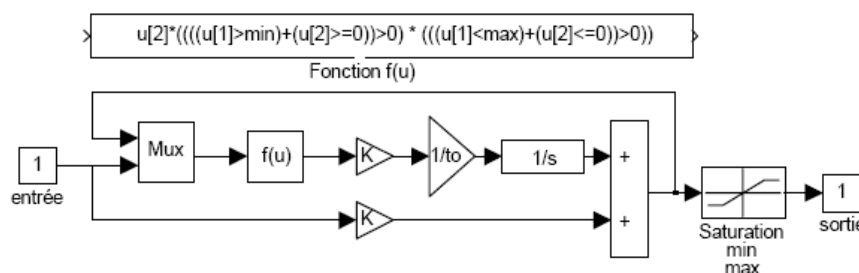 u[2]*((((u[1]>min)+(u[2]>=0))>0) * (((u[1]<max)+(u[2]<=0))>0))
Fonction f(u)
1
entrée
Mux
f(u)
K
1/to
1/s
+
K
+
Saturation
min
max
1
sortie